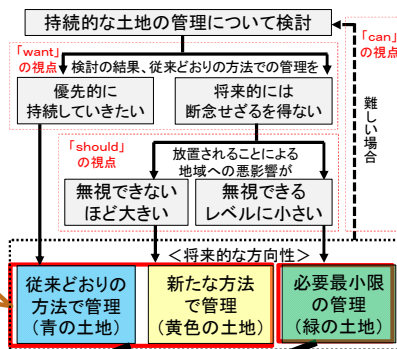 持続的な土地の管理について検討
「want」
の視点
「can」
の視点
検討の結果、従来どおりの方法での管理を
優先的に
持続していきたい
将来的には
断念せざるを得ない
難しい場合
「should」
の視点
放置されることによる
地域への悪影響が
無視できない
ほど大きい
無視できる
レベルに小さい
＜将来的な方向性＞
従来どおりの
方法で管理
（青の土地）
新たな方法
で管理
（黄色の土地）
必要最小限
の管理
（緑の土地）